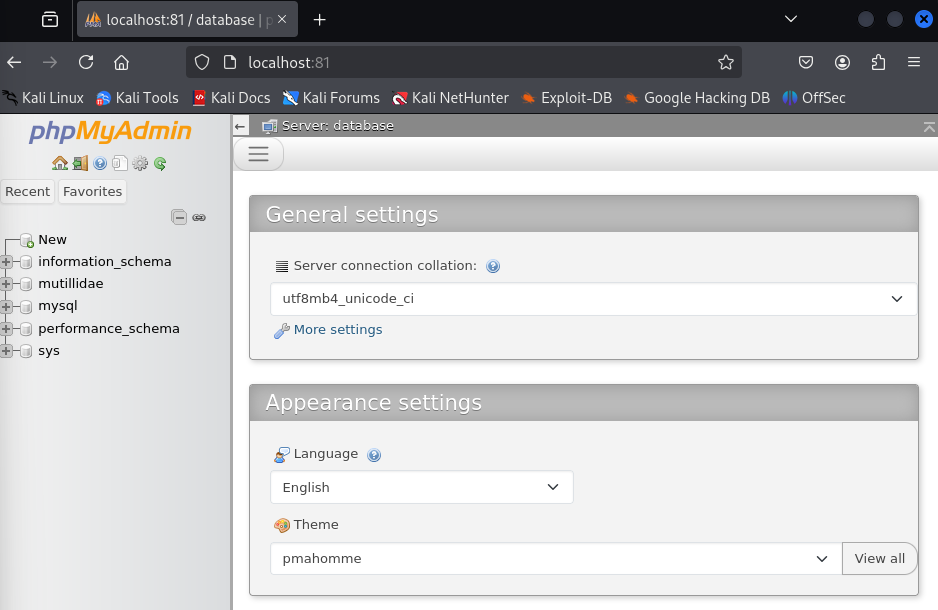 localhost:81 / database | p
localhost:81
Kali Linux
Kali Tools
Kali Docs
Kali Forums
Kali NetHunter
Exploit-DB
Google Hacking DB
OffSec
phpMyAdmin
Recent
Favorites
New
information_schema
mutillidae
mysql
performance_schema
sys
Server: database
General settings
Server connection collation:
utf8mb4_unicode_ci
More settings
Appearance settings
Language
English
Theme
pmahomme
View all